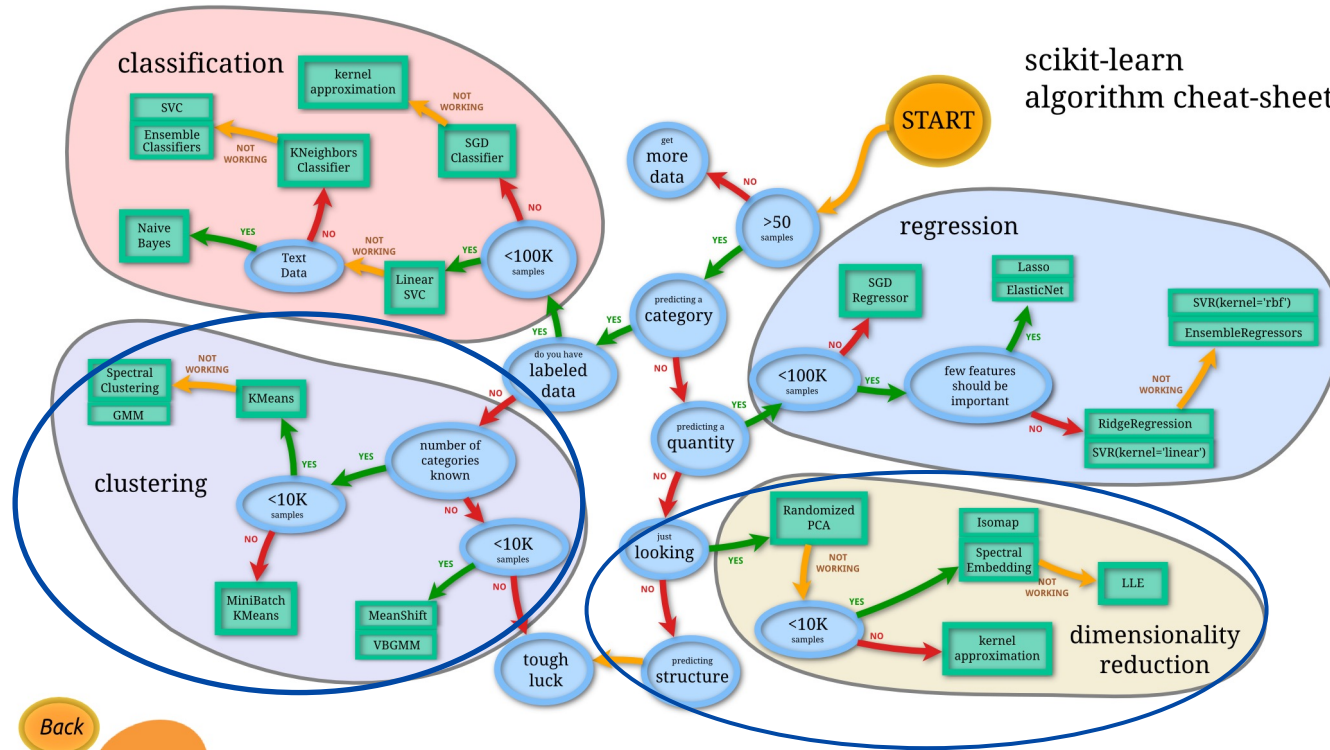 scikit-learn
algorithm cheat-sheet
START
classification
kernel
approximation
NOT
WORKING
SVC
Ensemble
Classifiers
NOT
WORKING
KNeighbors
Classifier
SGD
Classifier
NO
Naive
Bayes
YES
NO
Text
Data
NOT
WORKING
Linear
SVC
YES
<100K
samples
YES
get
more
data
NO
>50
samples
YES
predicting a
category
YES
NO
do you have
labeled
data
NO
predicting a
quantity
YES
NO
regression
SGD
Regressor
Lasso
ElasticNet
SVR(kernel='rbf')
EnsembleRegressors
NO
YES
<100K
samples
YES
few features
should be
important
NOT
WORKING
NO
RidgeRegression
SVR(kernel='linear')
clustering
Spectral
Clustering
GMM
NOT
WORKING
KMeans
YES
number of
categories
known
YES
NO
<10K
samples
NO
<10K
samples
YES
NO
MiniBatch
KMeans
MeanShift
VBGMM
tough
luck
just
looking
YES
NO
predicting
structure
Randomized
PCA
NOT
WORKING
Isomap
Spectral
Embedding
NOT
WORKING
LLE
<10K
samples
YES
NO
kernel
approximation
dimensionality
reduction
Back